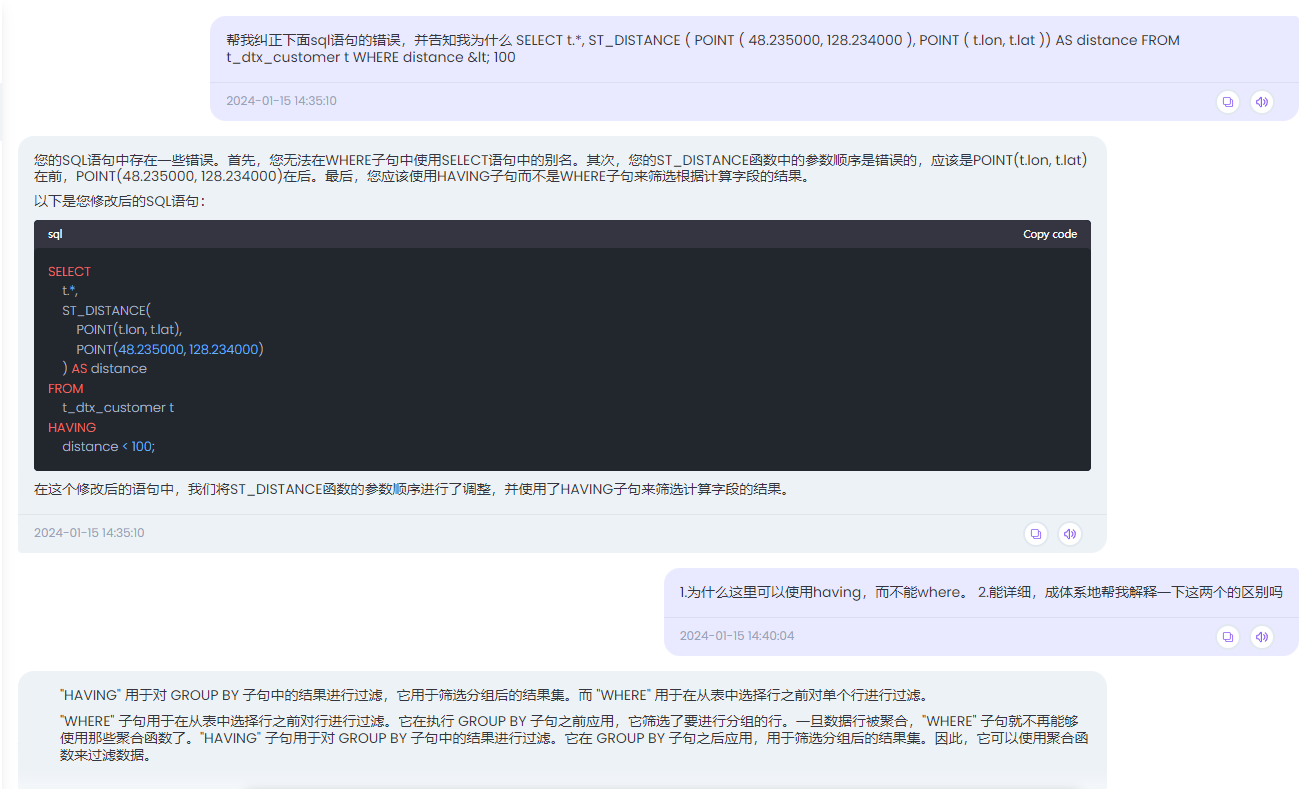 帮我纠正下面sql语句的错误，并告知我为什么 SELECT t.*, ST_DISTANCE ( POINT ( 48.235000, 128.234000 ), POINT ( t.lon, t.lat )) AS distance FROM
t_dtx_customer t WHERE distance &lt; 100
2024-01-15 14:35:10
您的SQL语句中存在一些错误。首先，您无法在WHERE子句中使用SELECT语句中的别名。其次，您的ST_DISTANCE函数中的参数顺序是错误的，应该是POINT(t.lon, t.lat)
在前，POINT(48.235000, 128.234000)在后。最后，您应该使用HAVING子句而不是WHERE子句来筛选根据计算字段的结果。
以下是您修改后的SQL语句：
sql Copy code
SELECT
t.*,
ST_DISTANCE(
POINT(t.lon, t.lat),
POINT(48.235000, 128.234000)
) AS distance
FROM
t_dtx_customer t
HAVING
distance < 100;
在这个修改后的语句中，我们将ST_DISTANCE函数的参数顺序进行了调整，并使用了HAVING子句来筛选计算字段的结果。
2024-01-15 14:35:10
1.为什么这里可以使用having，而不能where。 2.能详细，成体系地帮我解释一下这两个的区别吗
2024-01-15 14:40:04
"HAVING" 用于对 GROUP BY 子句中的结果进行过滤，它用于筛选分组后的结果集。而 "WHERE" 用于在从表中选择行之前对单个行进行过滤。
"WHERE" 子句用于在从表中选择行之前对行进行过滤。它在执行 GROUP BY 子句之前应用，它筛选了要进行分组的行。一旦数据行被聚合，"WHERE" 子句就不再能够
使用那些聚合函数了。"HAVING" 子句用于对 GROUP BY 子句中的结果进行过滤。它在 GROUP BY 子句之后应用，用于筛选分组后的结果集。因此，它可以使用聚合函
数来过滤数据。